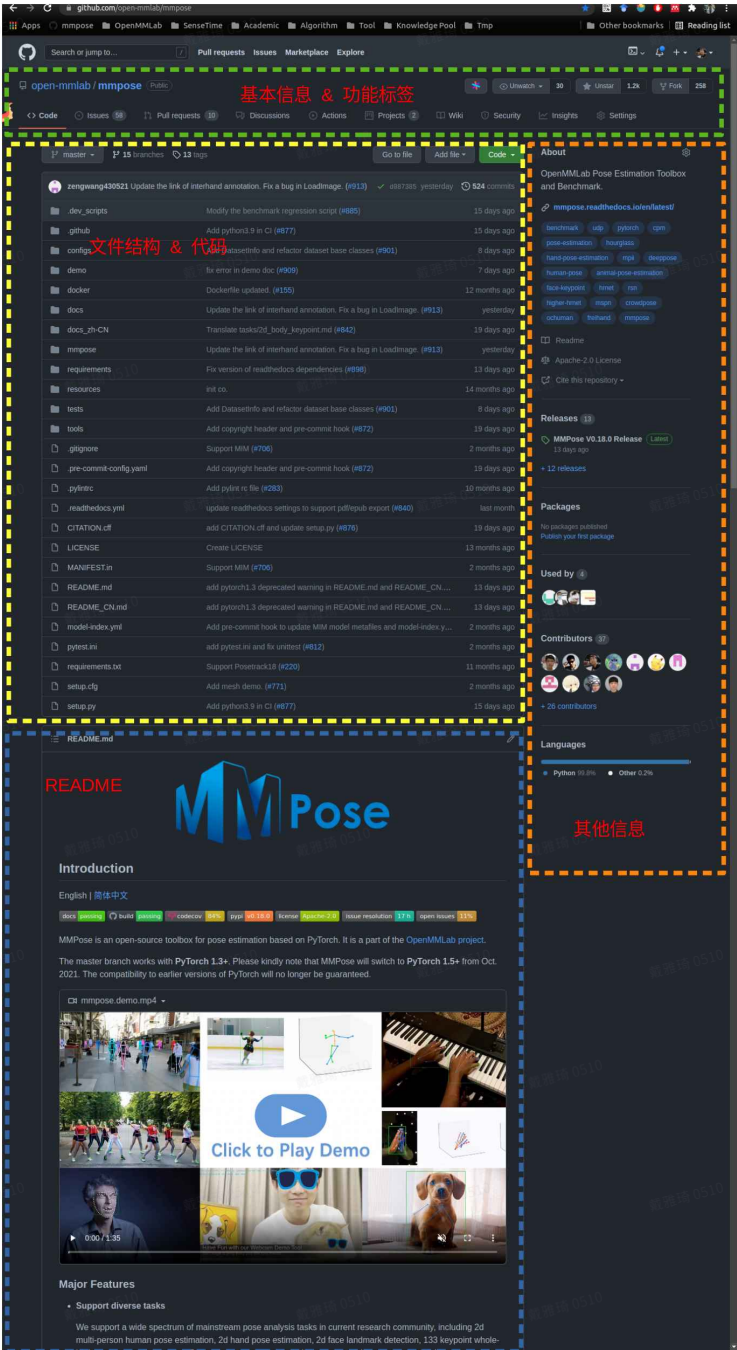 github.com/open-mmlab/mmpose
Apps mmpose OpenMMLab SenseTime Academic Algorithm Tool Knowledge Pool Tmp Other bookmarks Reading list
Search or jump to... / Pull requests Issues Marketplace Explore
open-mmlab / mmpose Public Unwatch 30 Unstar 1.2k Fork 258
基本信息 & 功能标签
Code Issues 58 Pull requests 10 Discussions Actions Projects 2 Wiki Security Insights Settings
master 15 branches 13 tags Go to file Add file Code
zengwang430521 Update the link of interhand annotation. Fix a bug in LoadImage. (#913) d887385 yesterday 524 commits
.dev_scripts Modify the benchmark regression script (#885) 15 days ago
.github Add python3.9 in CI (#877) 15 days ago
文件结构 & 代码
configs Add DatasetInfo and refactor dataset base classes (#901) 8 days ago
demo fix error in demo doc (#909) 7 days ago
docker Dockerfile updated. (#155) 12 months ago
docs Update the link of interhand annotation. Fix a bug in LoadImage. (#913) yesterday
docs_zh-CN Translate tasks/2d_body_keypoint.md (#842) 19 days ago
mmpose Update the link of interhand annotation. Fix a bug in LoadImage. (#913) yesterday
requirements Fix version of readthedocs dependencies (#898) 13 days ago
resources init co. 14 months ago
tests Add DatasetInfo and refactor dataset base classes (#901) 8 days ago
tools Add copyright header and pre-commit hook (#872) 19 days ago
.gitignore Support MIM (#706) 2 months ago
.pre-commit-config.yaml Add copyright header and pre-commit hook (#872) 19 days ago
.pylintrc Add pylint rc file (#283) 10 months ago
.readthedocs.yml update readthedocs settings to support pdf/epub export (#840) last month
CITATION.cff add CITATION.cff and update setup.py (#876) 19 days ago
LICENSE Create LICENSE 13 months ago
MANIFEST.in Support MIM (#706) 2 months ago
README.md add pytorch1.3 deprecated warning in README.md and README_CN.... 13 days ago
README_CN.md add pytorch1.3 deprecated warning in README.md and README_CN.... 13 days ago
model-index.yml Add pre-commit hook to update MIM model metafiles and model-index.y... 2 months ago
pytest.ini add pytest.ini and fix unittest (#812) 2 months ago
requirements.txt Support Posetrack18 (#220) 11 months ago
setup.cfg Add mesh demo. (#771) 2 months ago
setup.py Add python3.9 in CI (#877) 15 days ago
About
OpenMMLab Pose Estimation Toolbox
and Benchmark.
mmpose.readthedocs.io/en/latest/
benchmark udp pytorch cpm
pose-estimation hourglass
hand-pose-estimation mpii deeppose
human-pose animal-pose-estimation
face-keypoint hrnet rsn
higher-hrnet mspn crowdpose
ochuman freihand mmpose
Readme
Apache-2.0 License
Cite this repository
Releases 13
MMPose V0.18.0 Release Latest
13 days ago
+ 12 releases
Packages
No packages published
Publish your first package
Used by 4
Contributors 37
+ 26 contributors
Languages
Python 99.8% Other 0.2%
其他信息
README.md
README
MMPose
Introduction
English | 简体中文
docs passing build passing codecov 84% pypi v0.18.0 license Apache-2.0 issue resolution 17 h open issues 11%
MMPose is an open-source toolbox for pose estimation based on PyTorch. It is a part of the OpenMMLab project.
The master branch works with PyTorch 1.3+. Please kindly note that MMPose will switch to PyTorch 1.5+ from Oct.
2021. The compatibility to earlier versions of PyTorch will no longer be guaranteed.
mmpose.demo.mp4
Click to Play Demo
0:00 / 1:35
Major Features
Support diverse tasks
We support a wide spectrum of mainstream pose analysis tasks in current research community, including 2d
multi-person human pose estimation, 2d hand pose estimation, 2d face landmark detection, 133 keypoint whole-